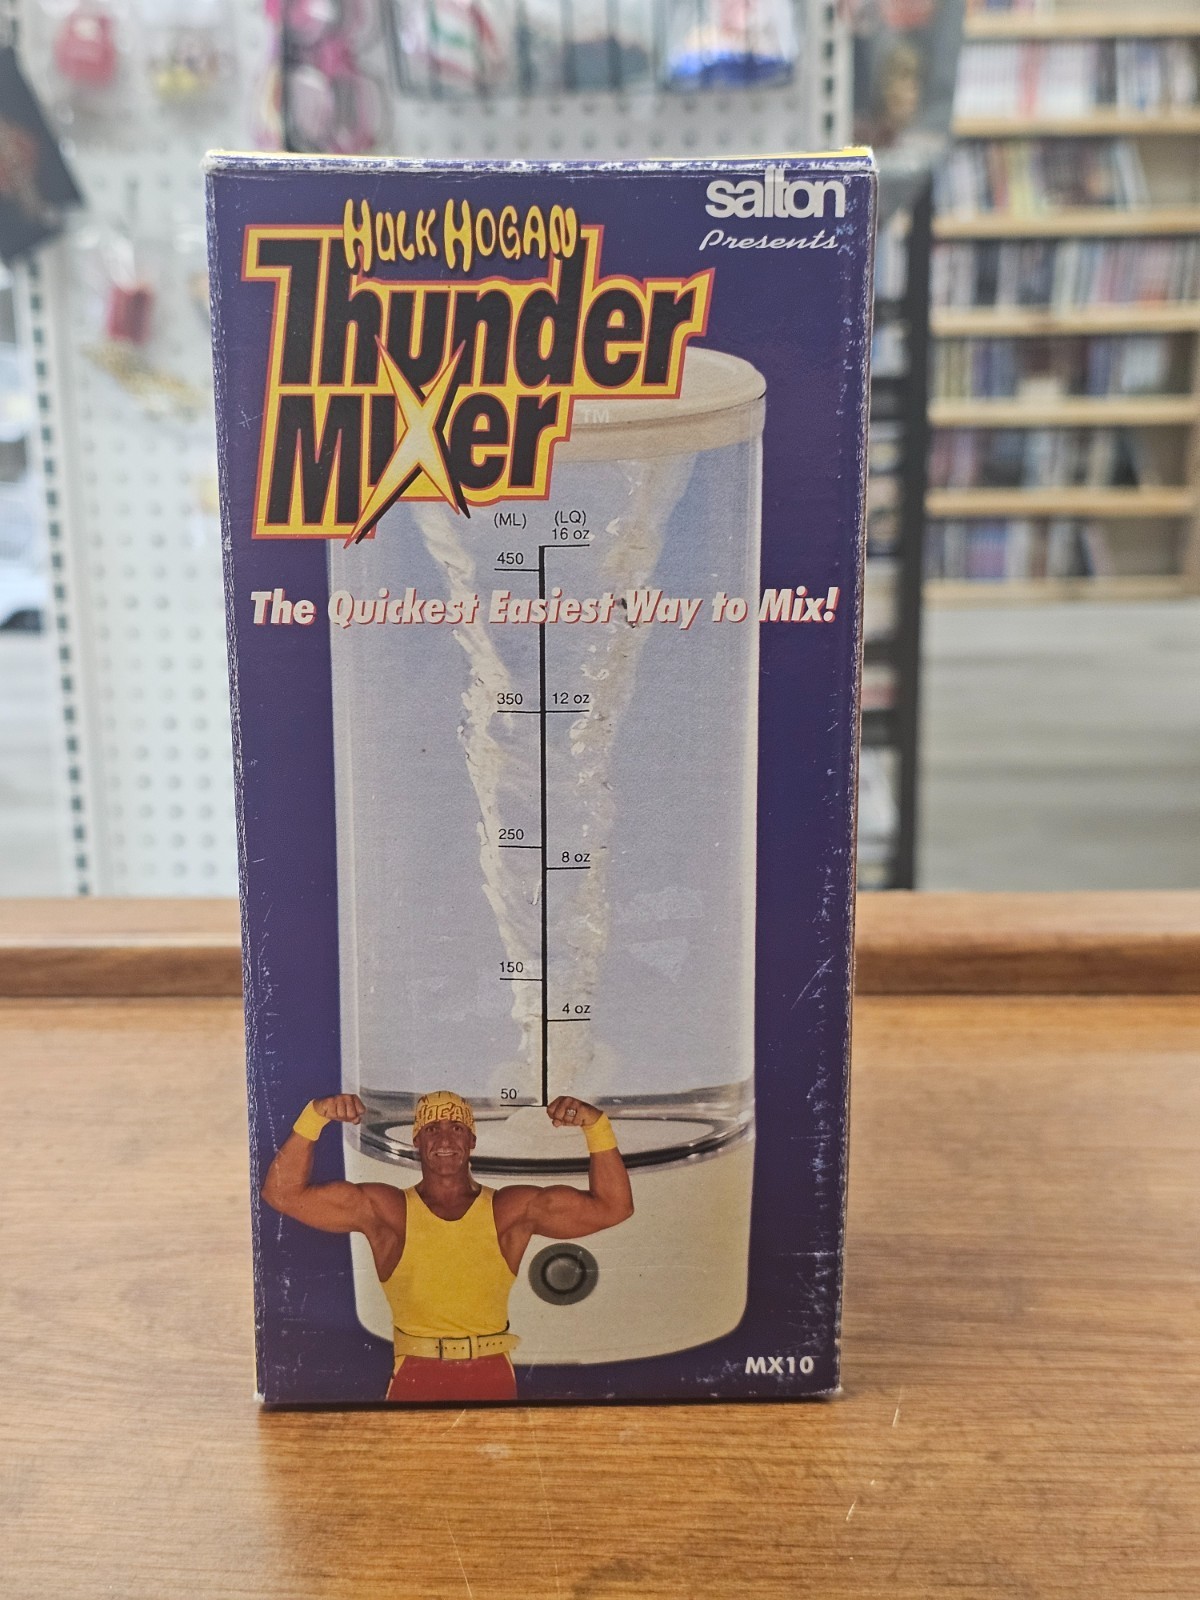 salton®
Presents
HULK HOGAN
Thunder
Mixer
TM
(ML) (LQ)
16 oz
450
The Quickest Easiest Way to Mix!
350 12 oz
250
8 oz
150
4 oz
50
MX10